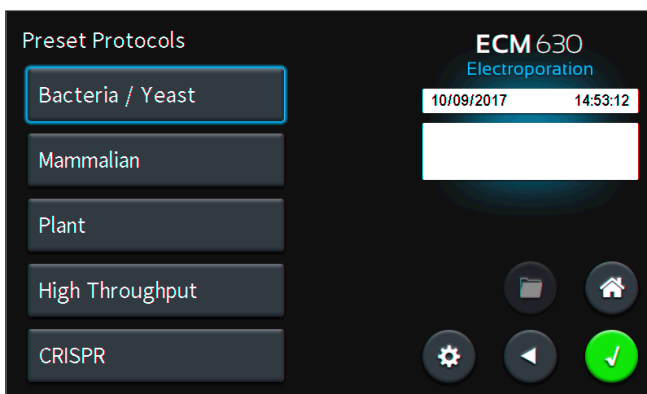 Preset Protocols
Bacteria / Yeast
Mammalian
Plant
High Throughput
CRISPR
ECM 630
Electroporation
10/09/2017 14:53:12